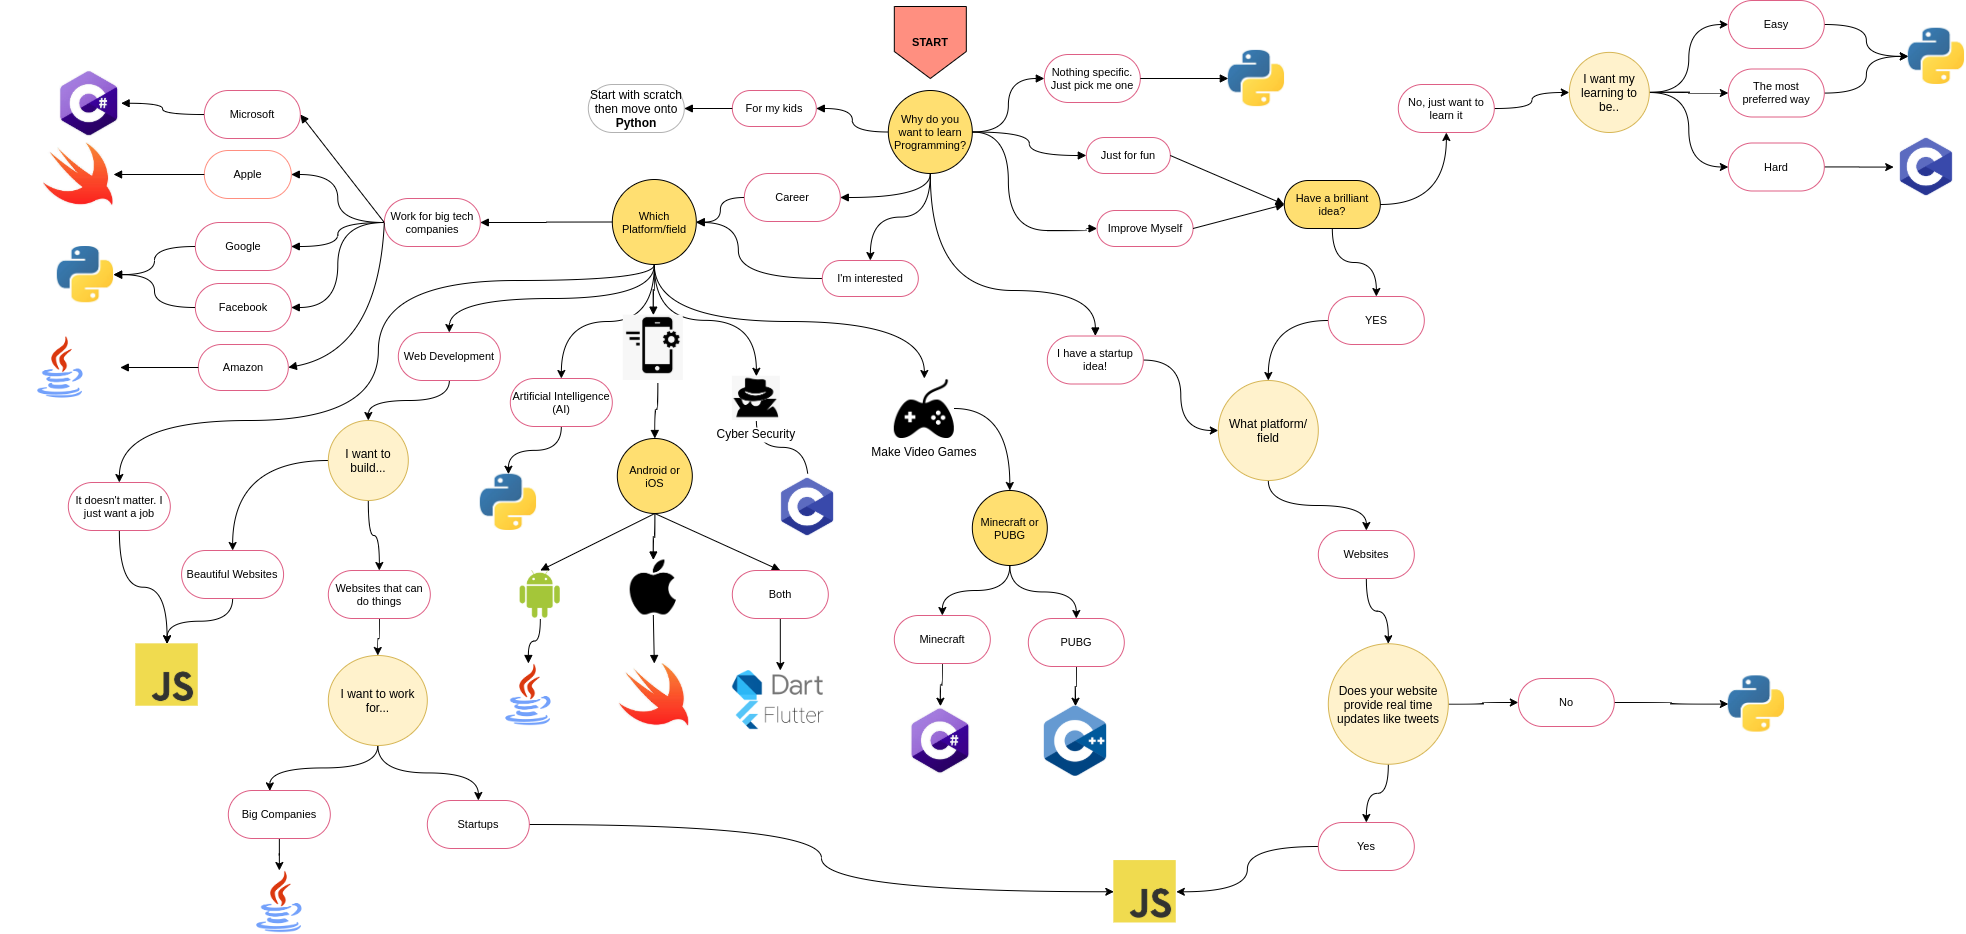 START
Why do you
want to learn
Programming?
For my kids
Start with scratch
then move onto
Python
Nothing specific.
Just pick me one
Just for fun
Improve Myself
Have a brilliant
idea?
No, just want to
learn it
I want my
learning to
be..
Easy
The most
preferred way
Hard
C
YES
I have a startup
idea!
What platform/
field
Websites
Does your website
provide real time
updates like tweets
No
Yes
JS
Career
I'm interested
Which
Platform/field
Work for big tech
companies
Microsoft
C#
Apple
Google
Facebook
Amazon
It doesn't matter. I
just want a job
Web Development
I want to
build...
Beautiful Websites
JS
Websites that can
do things
I want to work
for...
Big Companies
Startups
Artificial Intelligence
(AI)
Android or
iOS
Both
Dart
Flutter
Cyber Security
C
Make Video Games
Minecraft or
PUBG
Minecraft
C#
PUBG
C++